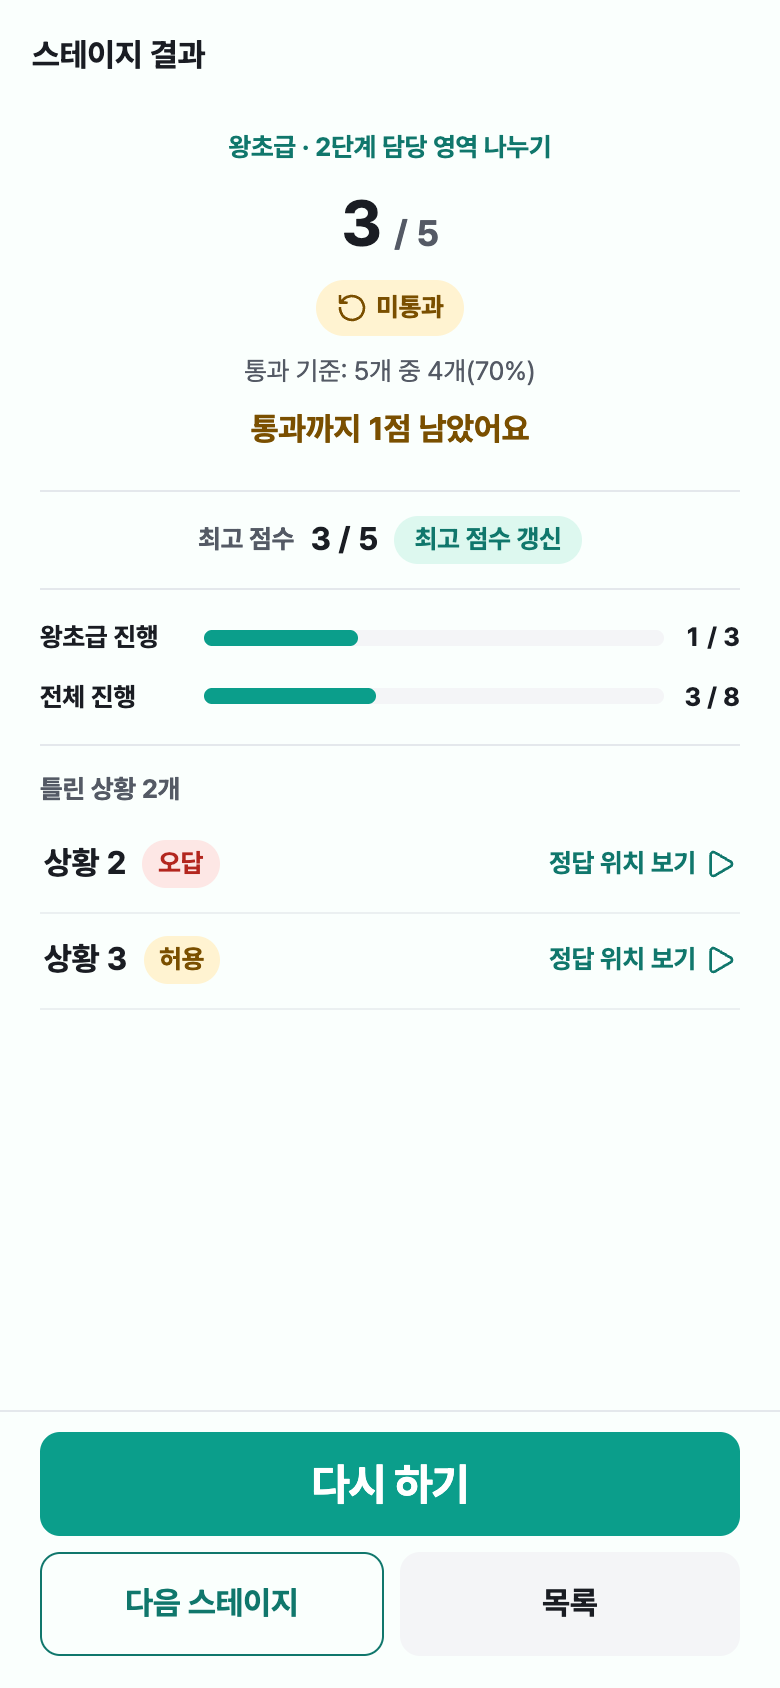 스테이지 결과
왕초급 · 2단계 담당 영역 나누기
3 / 5
미통과
통과 기준: 5개 중 4개(70%)
통과까지 1점 남았어요
최고 점수 3 / 5 최고 점수 갱신
왕초급 진행 1 / 3
전체 진행 3 / 8
틀린 상황 2개
상황 2 오답 정답 위치 보기
상황 3 허용 정답 위치 보기
다시 하기
다음 스테이지 목록